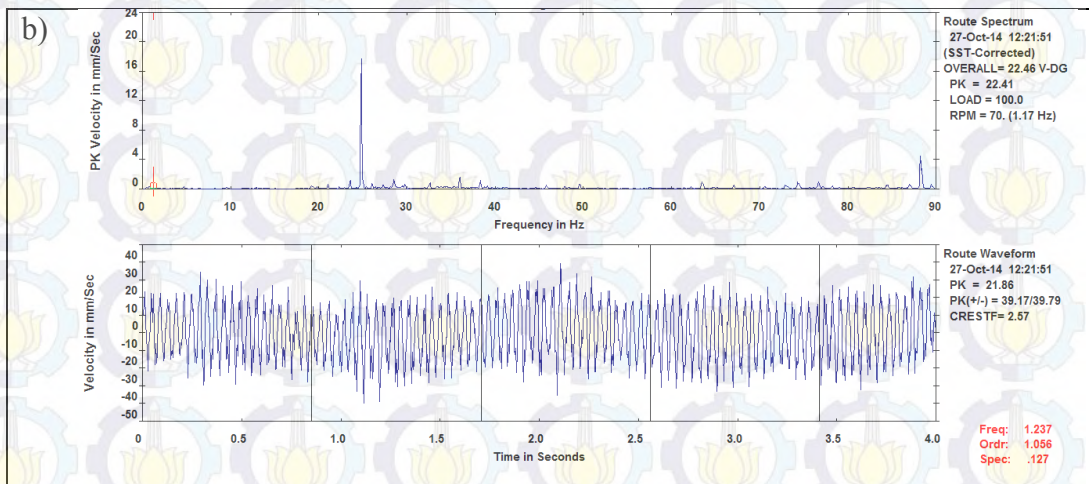 b)
24
20
16
12
8
4
0
PK Velocity in mm/Sec
0 10 20 30 40 50 60 70 80 90
Frequency in Hz
Route Spectrum
27-Oct-14 12:21:51
(SST-Corrected)
OVERALL= 22.46 V-DG
PK = 22.41
LOAD = 100.0
RPM = 70. (1.17 Hz)
40
30
20
10
0
-10
-20
-30
-40
-50
Velocity in mm/Sec
0 0.5 1.0 1.5 2.0 2.5 3.0 3.5 4.0
Time in Seconds
Route Waveform
27-Oct-14 12:21:51
PK = 21.86
PK(+/-) = 39.17/39.79
CRESTF= 2.57
Freq: 1.237
Ordr: 1.056
Spec: .127